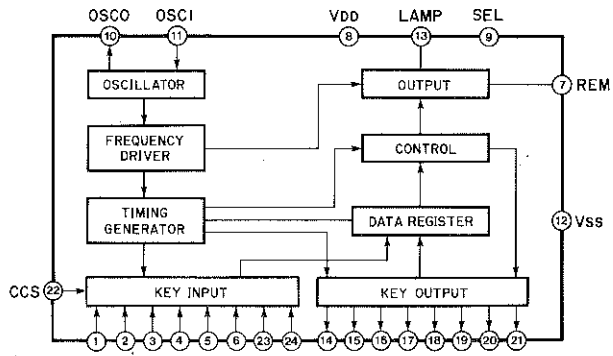 OSCO OSCI VDD LAMP SEL
10 11 8 13 9
OSCILLATOR OUTPUT
7 REM
FREQUENCY
DRIVER
CONTROL
TIMING
GENERATOR
DATA REGISTER
12 Vss
CCS 22
KEY INPUT KEY OUTPUT
1 2 3 4 5 6 23 24 14 15 16 17 18 19 20 21